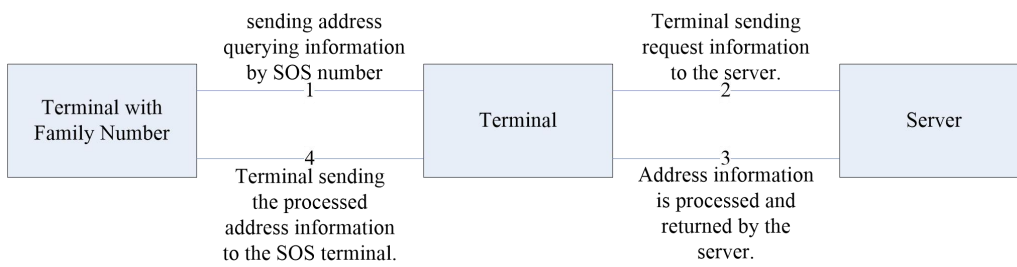 sending address
querying information
by SOS number
1
Terminal sending
request information
to the server.
2
Terminal with
Family Number
Terminal
Server
4
Terminal sending
the processed
address information
to the SOS terminal.
3
Address information
is processed and
returned by the
server.